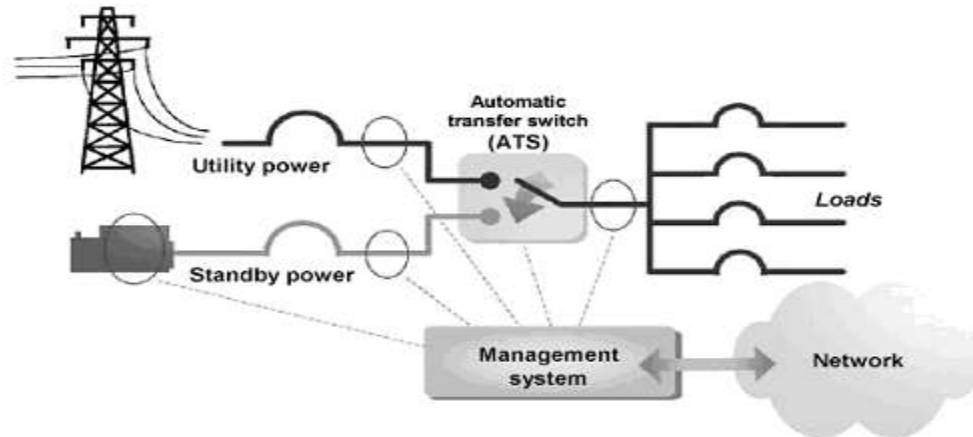 Automatic
transfer switch
(ATS)
Utility power
Loads
Standby power
Management
system
Network